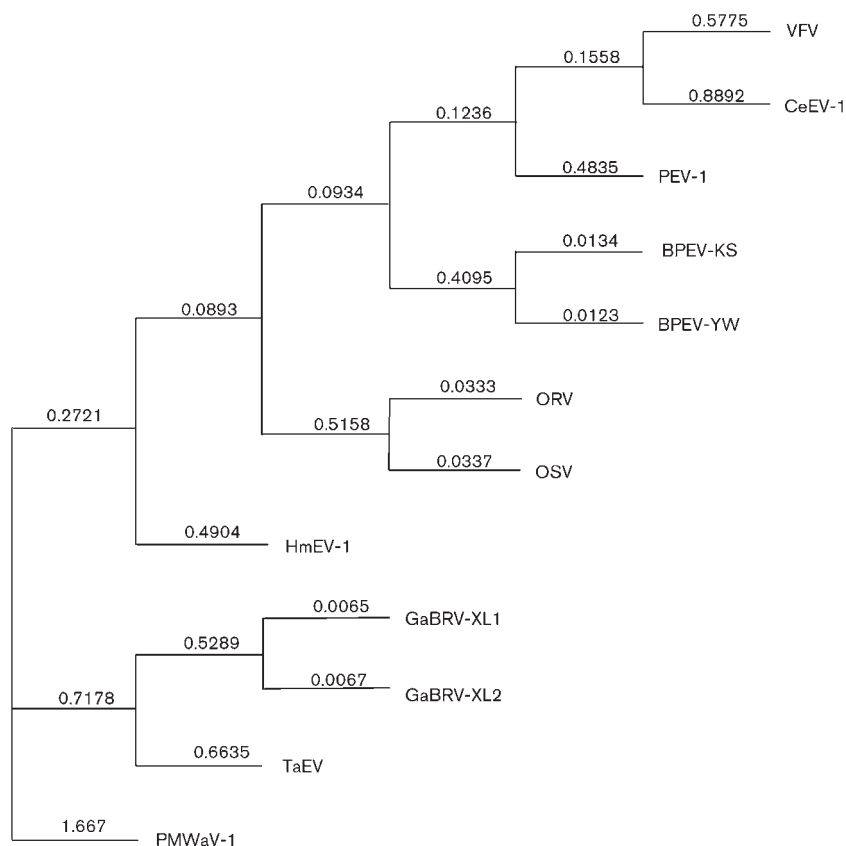 0.5775 VFV
0.1558
0.8892 CeEV-1
0.1236
0.4835 PEV-1
0.0934
0.0134 BPEV-KS
0.4095
0.0893
0.0123 BPEV-YW
0.0333 ORV
0.2721
0.5158
0.0337 OSV
0.4904 HmEV-1
0.0065 GaBRV-XL1
0.5289
0.0067 GaBRV-XL2
0.7178
0.6635 TaEV
1.667 PMWaV-1